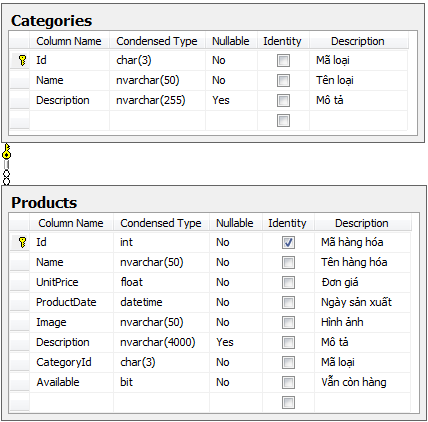 Categories
Column Name Condensed Type Nullable Identity Description
Id char(3) No Mã loại
Name nvarchar(50) No Tên loại
Description nvarchar(255) Yes Mô tả
Products
Column Name Condensed Type Nullable Identity Description
Id int No Mã hàng hóa
Name nvarchar(50) No Tên hàng hóa
UnitPrice float No Đơn giá
ProductDate datetime No Ngày sản xuất
Image nvarchar(50) No Hình ảnh
Description nvarchar(4000) Yes Mô tả
CategoryId char(3) No Mã loại
Available bit No Vẫn còn hàng